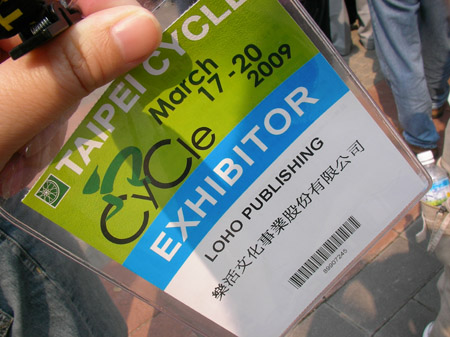 TAIPEI CYCLE
March
17-20
2009
CyCle
EXHIBITOR
LOHO PUBLISHING
樂活文化事業股份有限公司
89907245